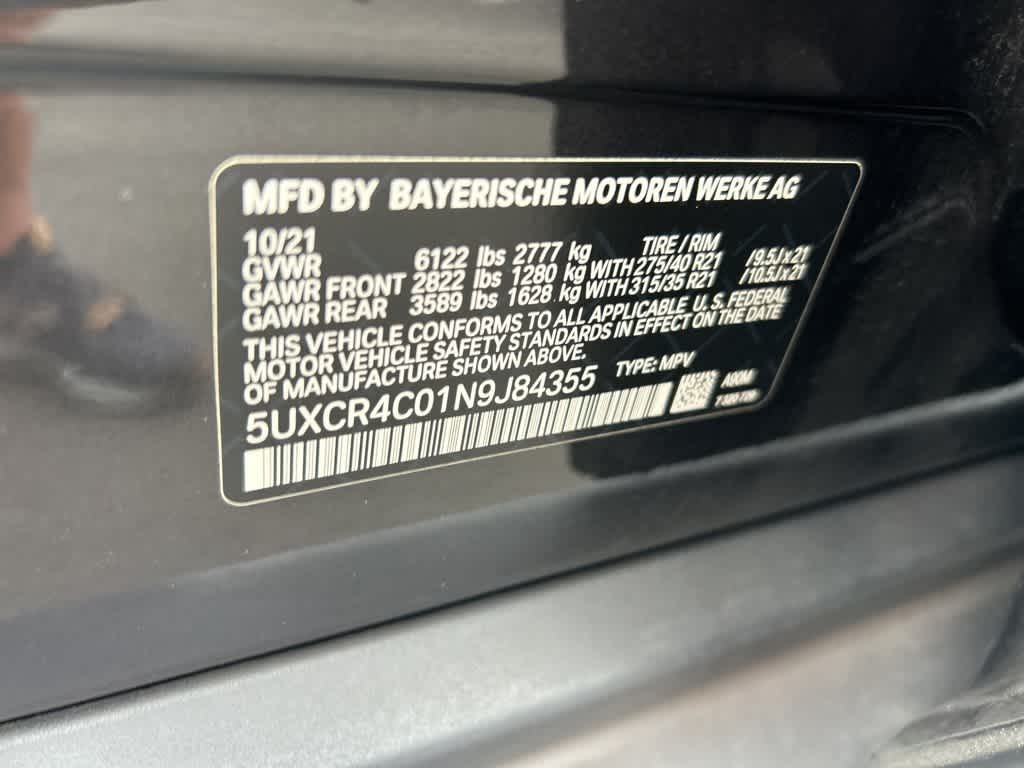 MFD BY BAYERISCHE MOTOREN WERKE AG
10/21 TIRE / RIM
GVWR 6122 lbs 2777 kg
GAWR FRONT 2822 lbs 1280 kg WITH 275/40 R21 /9.5Jx21
GAWR REAR 3589 lbs 1628 kg WITH 315/35 R21 /10.5Jx21
THIS VEHICLE CONFORMS TO ALL APPLICABLE U.S. FEDERAL
MOTOR VEHICLE SAFETY STANDARDS IN EFFECT ON THE DATE
OF MANUFACTURE SHOWN ABOVE.
5UXCR4C01N9J84355 TYPE: MPV